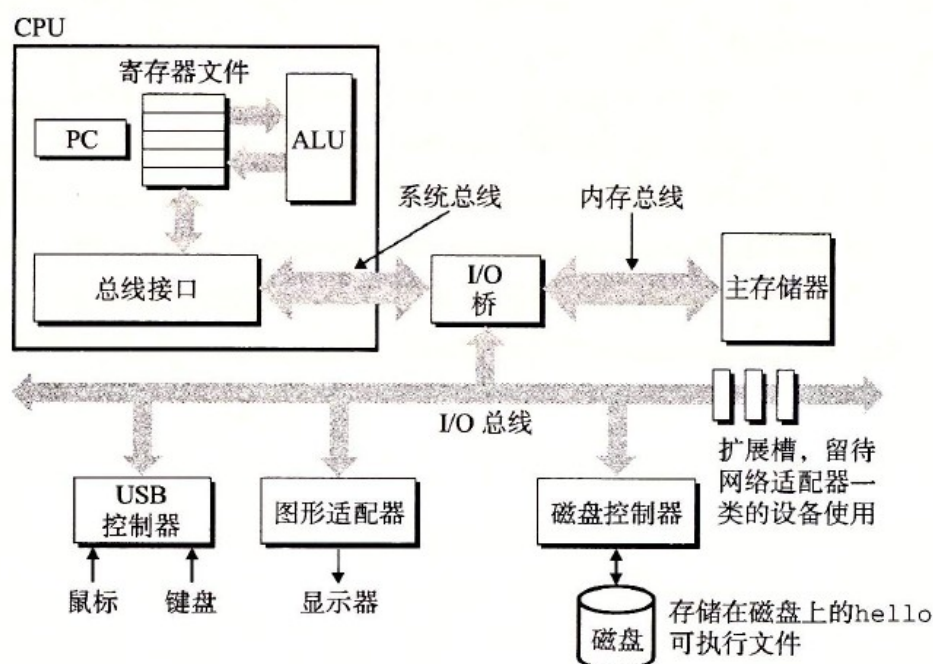 CPU
寄存器文件
PC
ALU
系统总线
内存总线
总线接口
I/O
桥
主存储器
I/O 总线
扩展槽，留待
网络适配器一
类的设备使用
USB
控制器
图形适配器
磁盘控制器
鼠标
键盘
显示器
磁盘
存储在磁盘上的hello
可执行文件